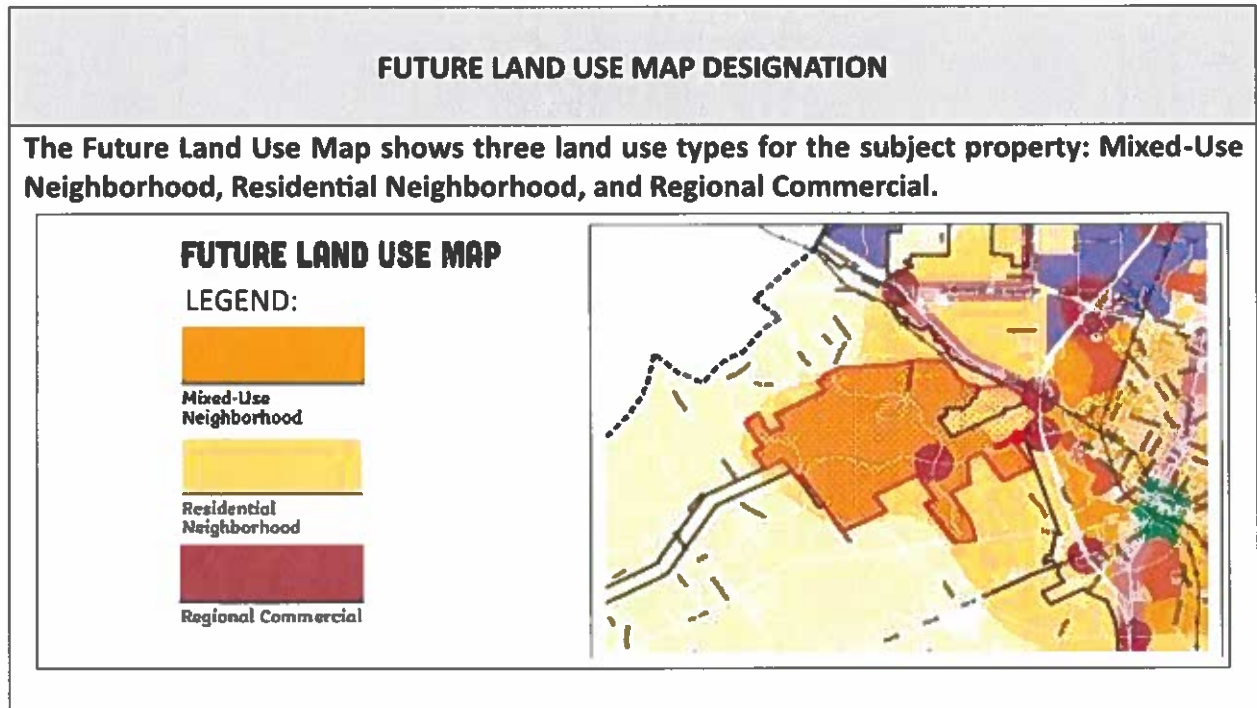 FUTURE LAND USE MAP DESIGNATION
The Future Land Use Map shows three land use types for the subject property: Mixed-Use
Neighborhood, Residential Neighborhood, and Regional Commercial.
FUTURE LAND USE MAP
LEGEND:
Mixed-Use
Neighborhood
Residential
Neighborhood
Regional Commercial